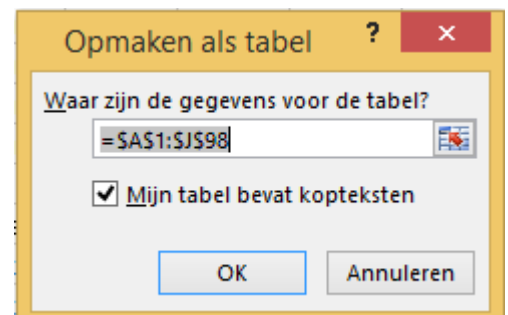 Opmaken als tabel ? ×
Waar zijn de gegevens voor de tabel?
=$A$1:$J$98
Mijn tabel bevat kopteksten
OK Annuleren